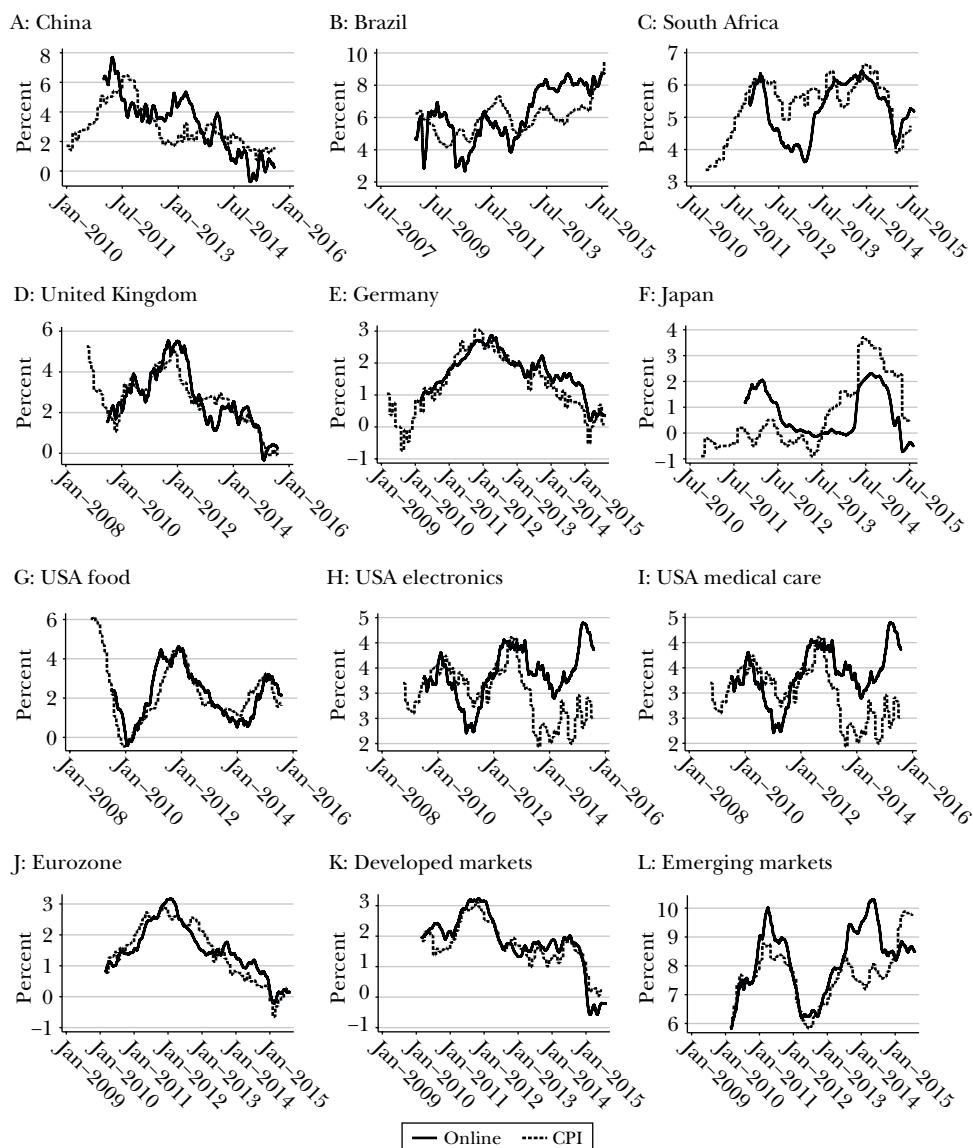 A: China
B: Brazil
C: South Africa
Percent
8
6
4
2
0
Jan–2010
Jul–2011
Jan–2013
Jul–2014
Jan–2016
Percent
10
8
6
4
2
Jul–2007
Jul–2009
Jul–2011
Jul–2013
Jul–2015
Percent
7
6
5
4
3
Jul–2010
Jul–2011
Jul–2012
Jul–2013
Jul–2014
Jul–2015
D: United Kingdom
E: Germany
F: Japan
Percent
6
4
2
0
Jan–2008
Jan–2010
Jan–2012
Jan–2014
Jan–2016
Percent
3
2
1
0
–1
Jan–2009
Jan–2010
Jan–2011
Jan–2012
Jan–2013
Jan–2014
Jan–2015
Percent
4
3
2
1
0
–1
Jul–2010
Jul–2011
Jul–2012
Jul–2013
Jul–2014
Jul–2015
G: USA food
H: USA electronics
I: USA medical care
Percent
6
4
2
0
Jan–2008
Jan–2010
Jan–2012
Jan–2014
Jan–2016
Percent
5
4
4
3
3
2
Jan–2008
Jan–2010
Jan–2012
Jan–2014
Jan–2016
Percent
5
4
4
3
3
2
Jan–2008
Jan–2010
Jan–2012
Jan–2014
Jan–2016
J: Eurozone
K: Developed markets
L: Emerging markets
Percent
3
2
1
0
–1
Jan–2009
Jan–2010
Jan–2011
Jan–2012
Jan–2013
Jan–2015
Percent
3
2
1
0
–1
Jan–2009
Jan–2010
Jan–2011
Jan–2012
Jan–2013
Jan–2014
Jan–2015
Percent
10
9
8
7
6
Jan–2009
Jan–2010
Jan–2011
Jan–2012
Jan–2013
Jan–2014
Jan–2015
Online CPI